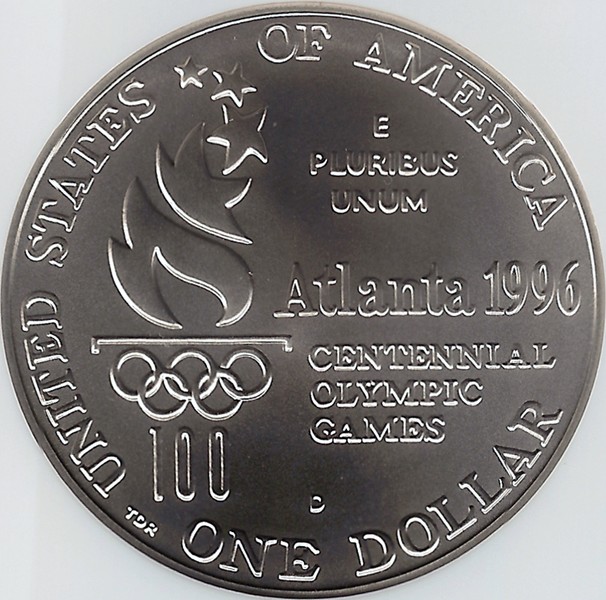 UNITED STATES OF AMERICA
E
PLURIBUS
UNUM
Atlanta 1996
CENTENNIAL
OLYMPIC
GAMES
100
D
TDR
ONE DOLLAR